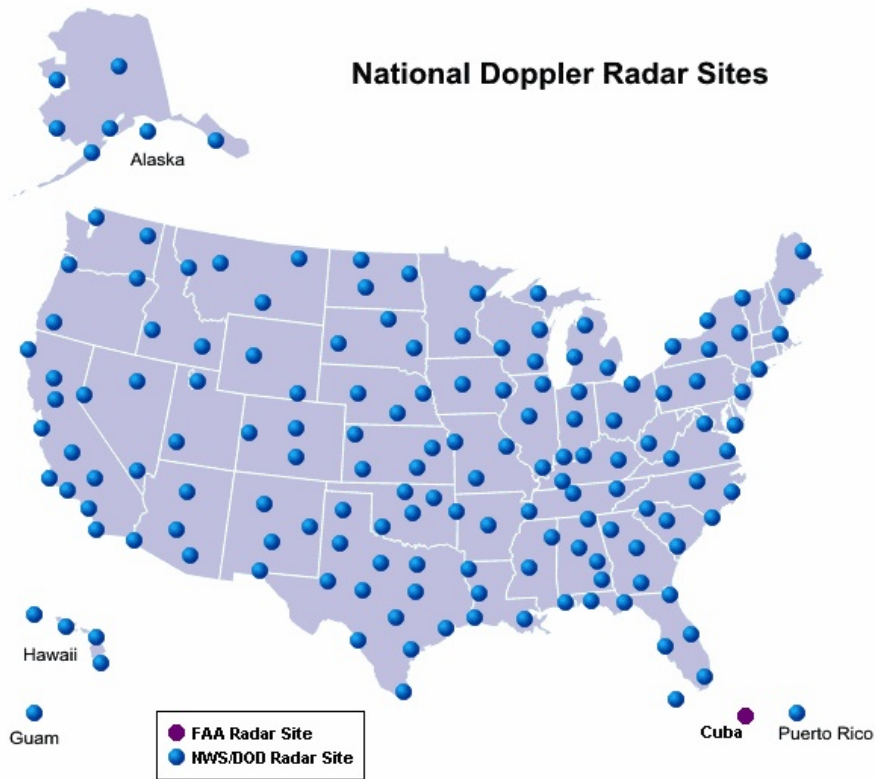 National Doppler Radar Sites
Alaska
Hawaii
Guam
FAA Radar Site
NWS/DOD Radar Site
Cuba
Puerto Rico